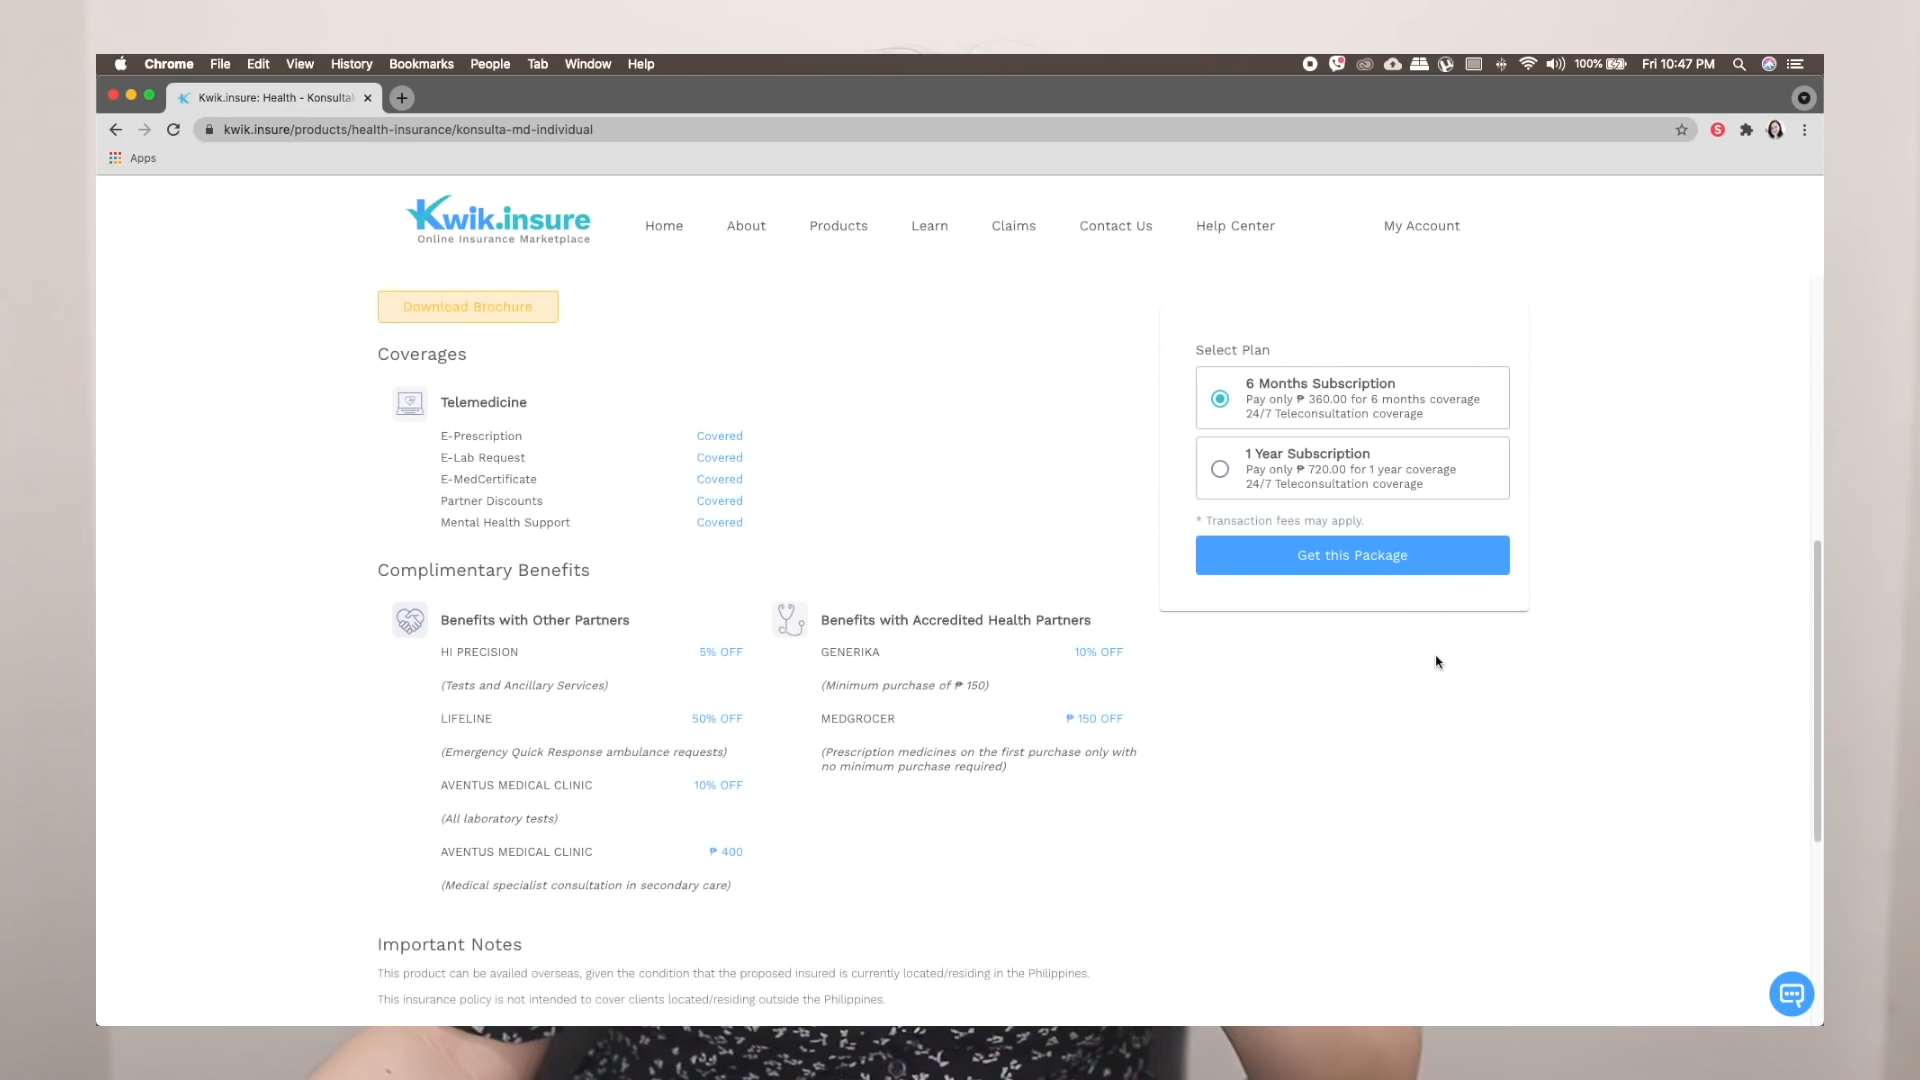 Chrome File Edit View History Bookmarks People Tab Window Help 100% Fri 10:47 PM
Kwik.insure: Health - Konsulta
kwik.insure/products/health-insurance/konsulta-md-individual
Apps
Kwik.insure
Online Insurance Marketplace
Home About Products Learn Claims Contact Us Help Center My Account
Download Brochure
Coverages
Telemedicine
E-Prescription Covered
E-Lab Request Covered
E-MedCertificate Covered
Partner Discounts Covered
Mental Health Support Covered
Complimentary Benefits
Benefits with Other Partners
HI PRECISION 5% OFF
(Tests and Ancillary Services)
LIFELINE 50% OFF
(Emergency Quick Response ambulance requests)
AVENTUS MEDICAL CLINIC 10% OFF
(All laboratory tests)
AVENTUS MEDICAL CLINIC ₱ 400
(Medical specialist consultation in secondary care)
Benefits with Accredited Health Partners
GENERIKA 10% OFF
(Minimum purchase of ₱ 150)
MEDGROCER ₱ 150 OFF
(Prescription medicines on the first purchase only with
no minimum purchase required)
Select Plan
6 Months Subscription
Pay only ₱ 360.00 for 6 months coverage
24/7 Teleconsultation coverage
1 Year Subscription
Pay only ₱ 720.00 for 1 year coverage
24/7 Teleconsultation coverage
* Transaction fees may apply.
Get this Package
Important Notes
This product can be availed overseas, given the condition that the proposed insured is currently located/residing in the Philippines.
This insurance policy is not intended to cover clients located/residing outside the Philippines.